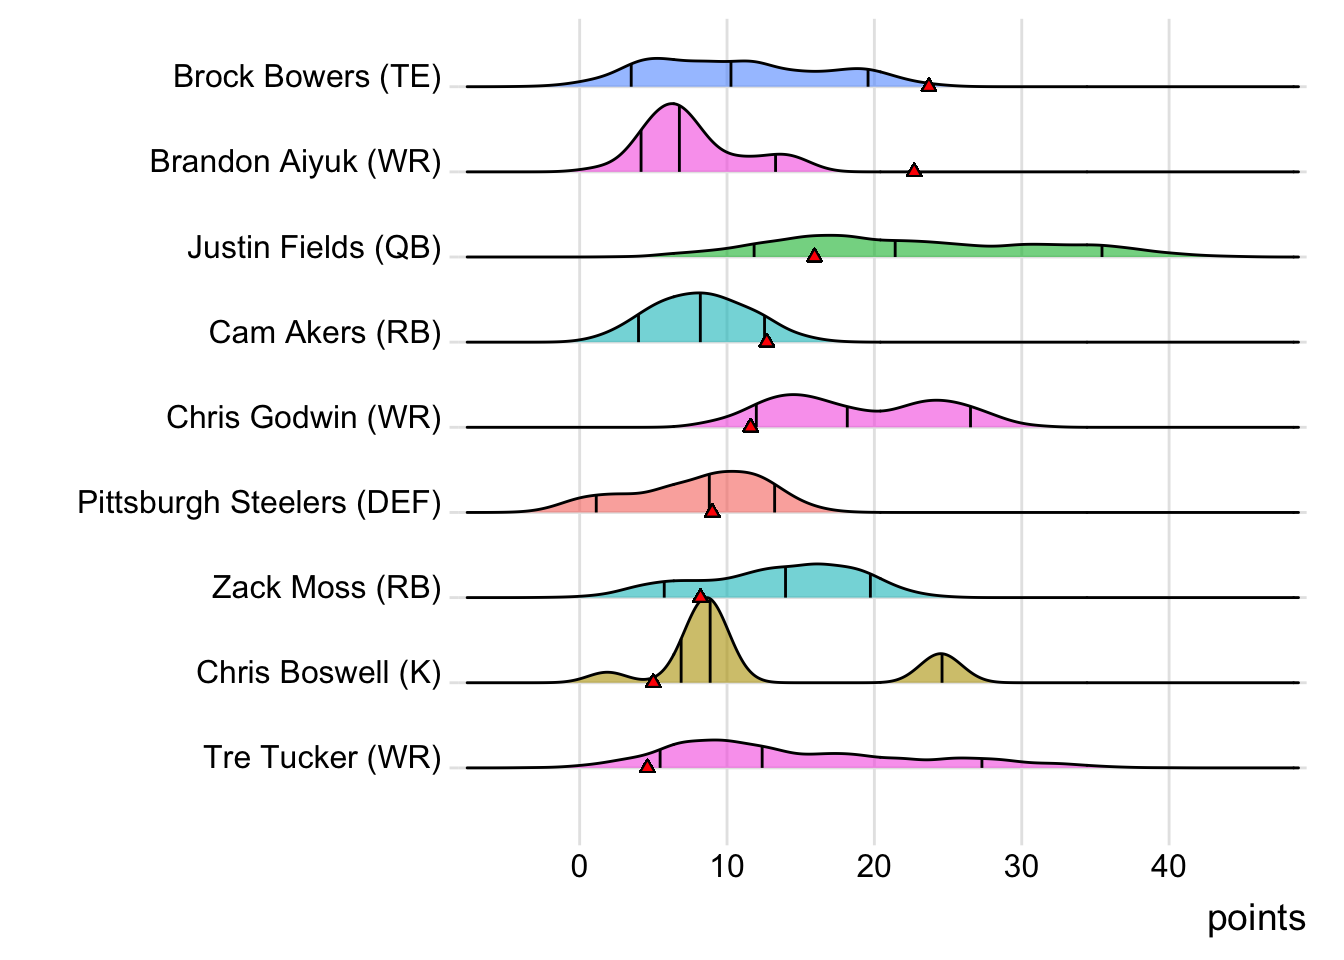 Brock Bowers (TE)
Brandon Aiyuk (WR)
Justin Fields (QB)
Cam Akers (RB)
Chris Godwin (WR)
Pittsburgh Steelers (DEF)
Zack Moss (RB)
Chris Boswell (K)
Tre Tucker (WR)
0 10 20 30 40
points